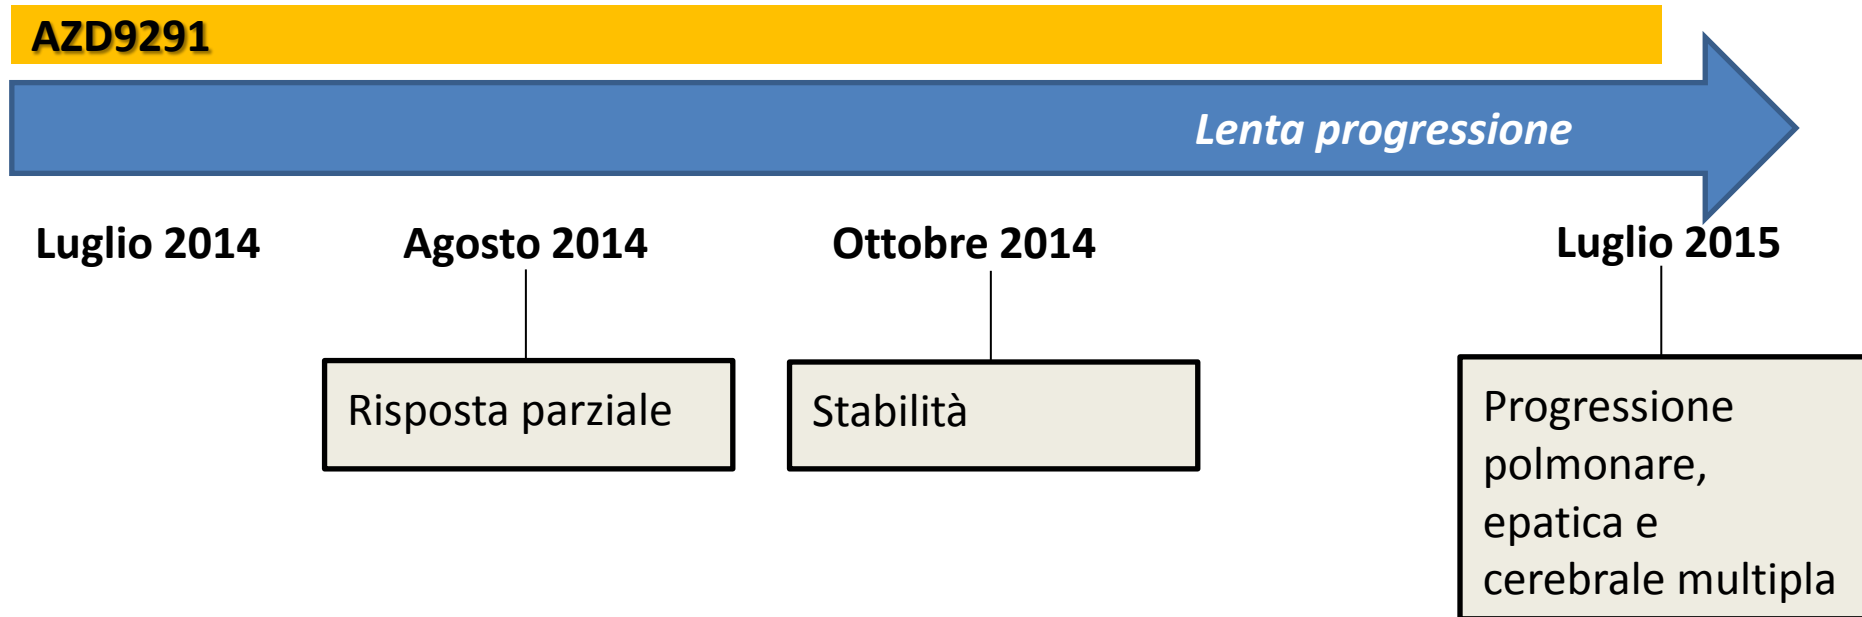 AZD9291
Lenta progressione
Luglio 2014
Agosto 2014
Ottobre 2014
Luglio 2015
Risposta parziale
Stabilità
Progressione
polmonare,
epatica e
cerebrale multipla